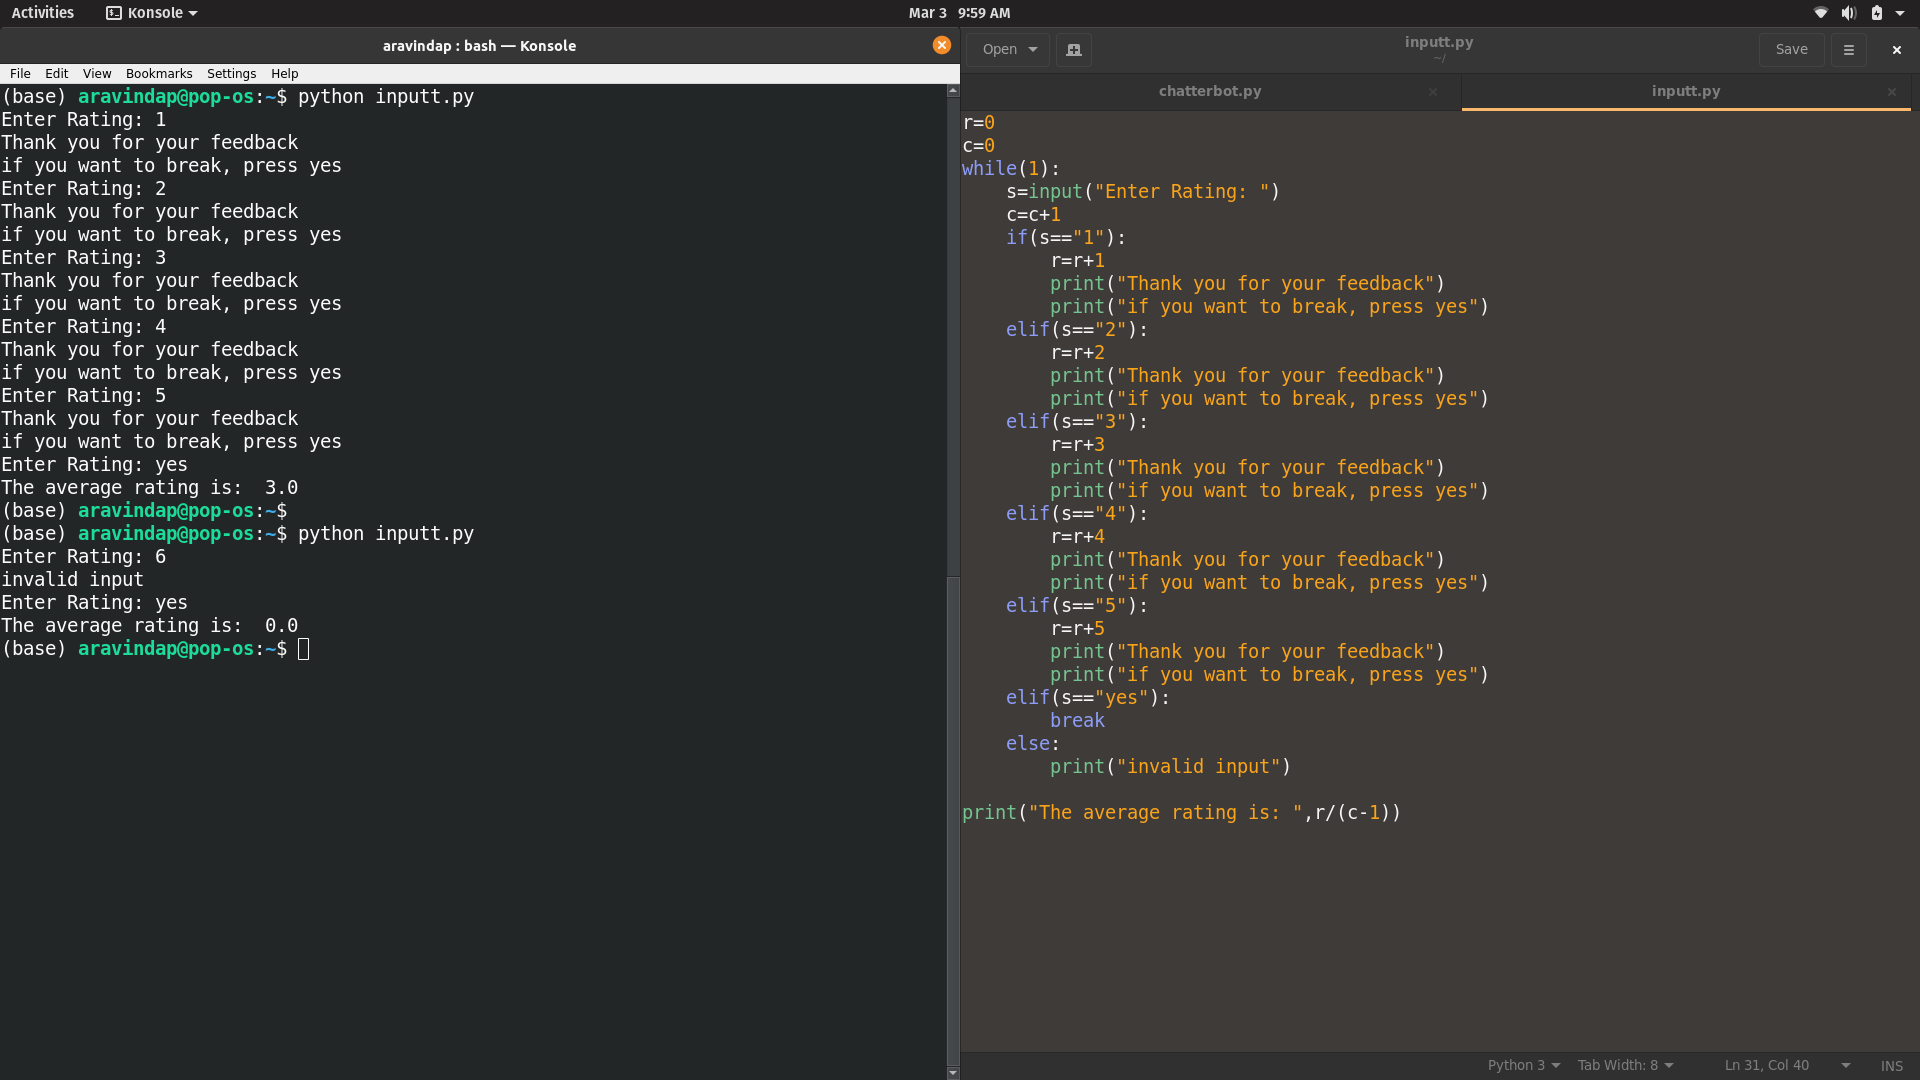 Activities Konsole Mar 3 9:59 AM
aravindap : bash — Konsole
File Edit View Bookmarks Settings Help
(base) aravindap@pop-os:~$ python inputt.py
Enter Rating: 1
Thank you for your feedback
if you want to break, press yes
Enter Rating: 2
Thank you for your feedback
if you want to break, press yes
Enter Rating: 3
Thank you for your feedback
if you want to break, press yes
Enter Rating: 4
Thank you for your feedback
if you want to break, press yes
Enter Rating: 5
Thank you for your feedback
if you want to break, press yes
Enter Rating: yes
The average rating is:  3.0
(base) aravindap@pop-os:~$
(base) aravindap@pop-os:~$ python inputt.py
Enter Rating: 6
invalid input
Enter Rating: yes
The average rating is:  0.0
(base) aravindap@pop-os:~$
Open inputt.py Save
~/
chatterbot.py inputt.py
r=0
c=0
while(1):
    s=input("Enter Rating: ")
    c=c+1
    if(s=="1"):
        r=r+1
        print("Thank you for your feedback")
        print("if you want to break, press yes")
    elif(s=="2"):
        r=r+2
        print("Thank you for your feedback")
        print("if you want to break, press yes")
    elif(s=="3"):
        r=r+3
        print("Thank you for your feedback")
        print("if you want to break, press yes")
    elif(s=="4"):
        r=r+4
        print("Thank you for your feedback")
        print("if you want to break, press yes")
    elif(s=="5"):
        r=r+5
        print("Thank you for your feedback")
        print("if you want to break, press yes")
    elif(s=="yes"):
        break
    else:
        print("invalid input")
print("The average rating is: ",r/(c-1))
Python 3 Tab Width: 8 Ln 31, Col 40 INS